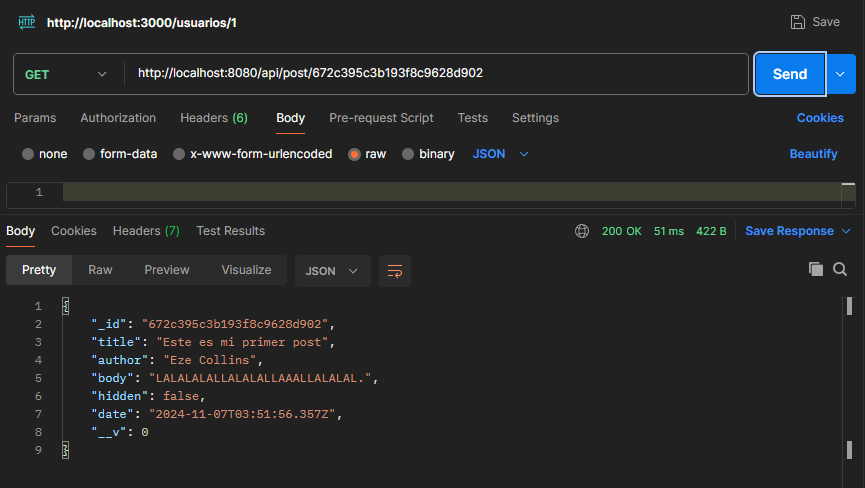 HTTP http://localhost:3000/usuarios/1 Save
GET http://localhost:8080/api/post/672c395c3b193f8c9628d902 Send
Params Authorization Headers (6) Body Pre-request Script Tests Settings Cookies
none form-data x-www-form-urlencoded raw binary JSON Beautify
1
Body Cookies Headers (7) Test Results 200 OK 51 ms 422 B Save Response
Pretty Raw Preview Visualize JSON
1 {
2 "_id": "672c395c3b193f8c9628d902",
3 "title": "Este es mi primer post",
4 "author": "Eze Collins",
5 "body": "LALALALALLALALALLAAALLALALAL.",
6 "hidden": false,
7 "date": "2024-11-07T03:51:56.357Z",
8 "__v": 0
9 }